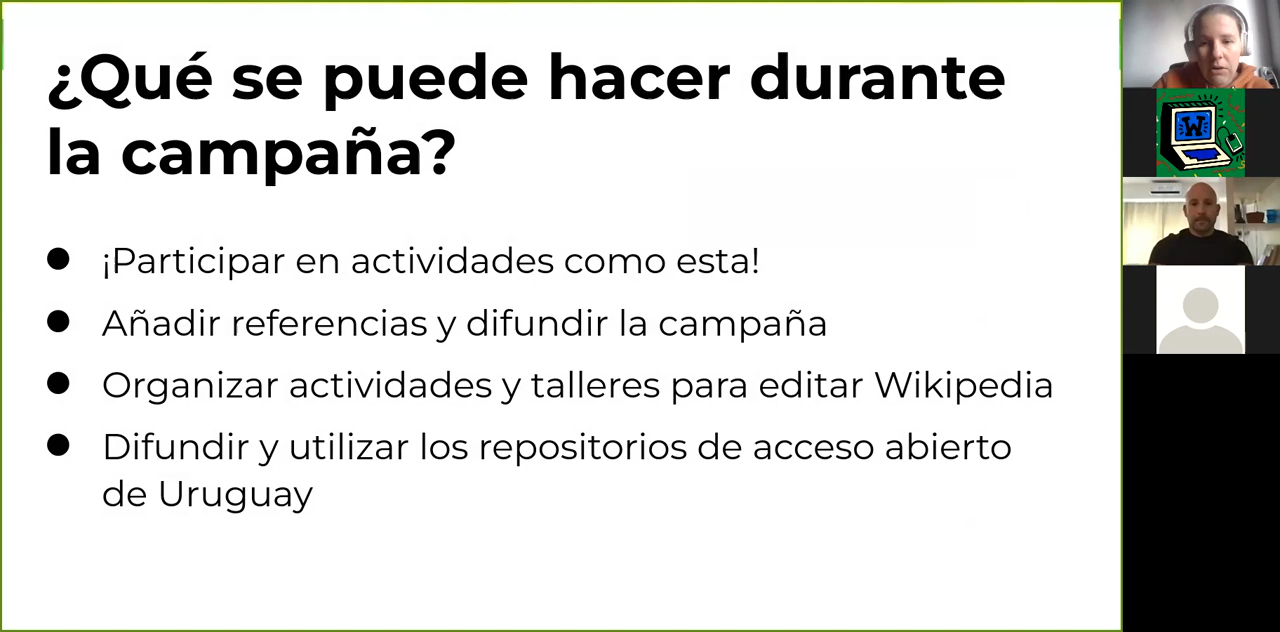 ¿Qué se puede hacer durante
la campaña?
● ¡Participar en actividades como esta!
● Añadir referencias y difundir la campaña
● Organizar actividades y talleres para editar Wikipedia
● Difundir y utilizar los repositorios de acceso abierto
de Uruguay
W